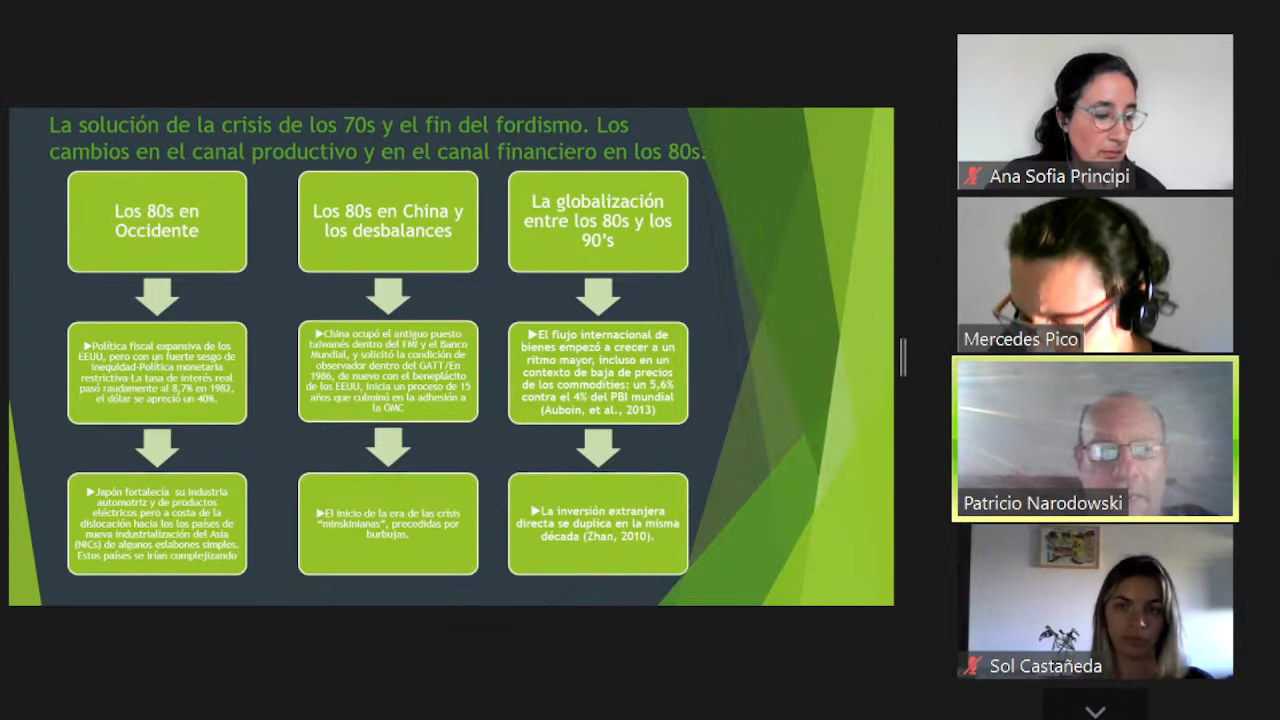 La solución de la crisis de los 70s y el fin del fordismo. Los
cambios en el canal productivo y en el canal financiero en los 80s.
Los 80s en
Occidente
▶Política fiscal expansiva de los
EEUU, pero con un fuerte sesgo de
inequidad-Política monetaria
restrictiva-La tasa de interés real
pasó raudamente al 8,7% en 1982,
el dólar se apreció un 40%.
▶Japón fortalecía su industria
automotriz y de productos
eléctricos pero a costa de la
dislocación hacia los los países de
nueva industrialización del Asia
(NICs) de algunos eslabones simples.
Estos países se irían complejizando
Los 80s en China y
los desbalances
▶China ocupó el antiguo puesto
taiwanés dentro del FMI y el Banco
Mundial, y solicitó la condición de
observador dentro del GATT/En
1986, de nuevo con el beneplácito
de los EEUU, inicia un proceso de 15
años que culminó en la adhesión a
la OMC
▶El inicio de la era de las crisis
“minskinianas”, precedidas por
burbujas.
La globalización
entre los 80s y los
90’s
▶El flujo internacional de
bienes empezó a crecer a un
ritmo mayor, incluso en un
contexto de baja de precios
de los commodities: un 5,6%
contra el 4% del PBI mundial
(Auboin, et al., 2013)
▶La inversión extranjera
directa se duplica en la misma
década (Zhan, 2010).
Ana Sofia Principi
Mercedes Pico
Patricio Narodowski
Sol Castañeda